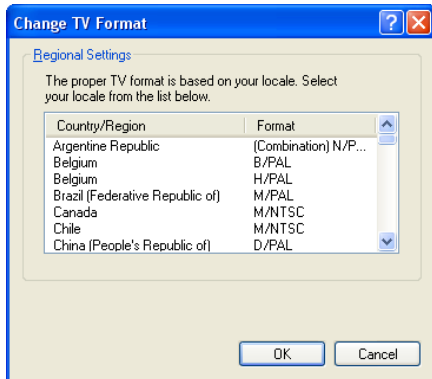 Change TV Format
Regional Settings
The proper TV format is based on your locale. Select
your locale from the list below.
Country/Region Format
Argentine Republic (Combination) N/P...
Belgium B/PAL
Belgium H/PAL
Brazil (Federative Republic of) M/PAL
Canada M/NTSC
Chile M/NTSC
China (People's Republic of) D/PAL
OK Cancel